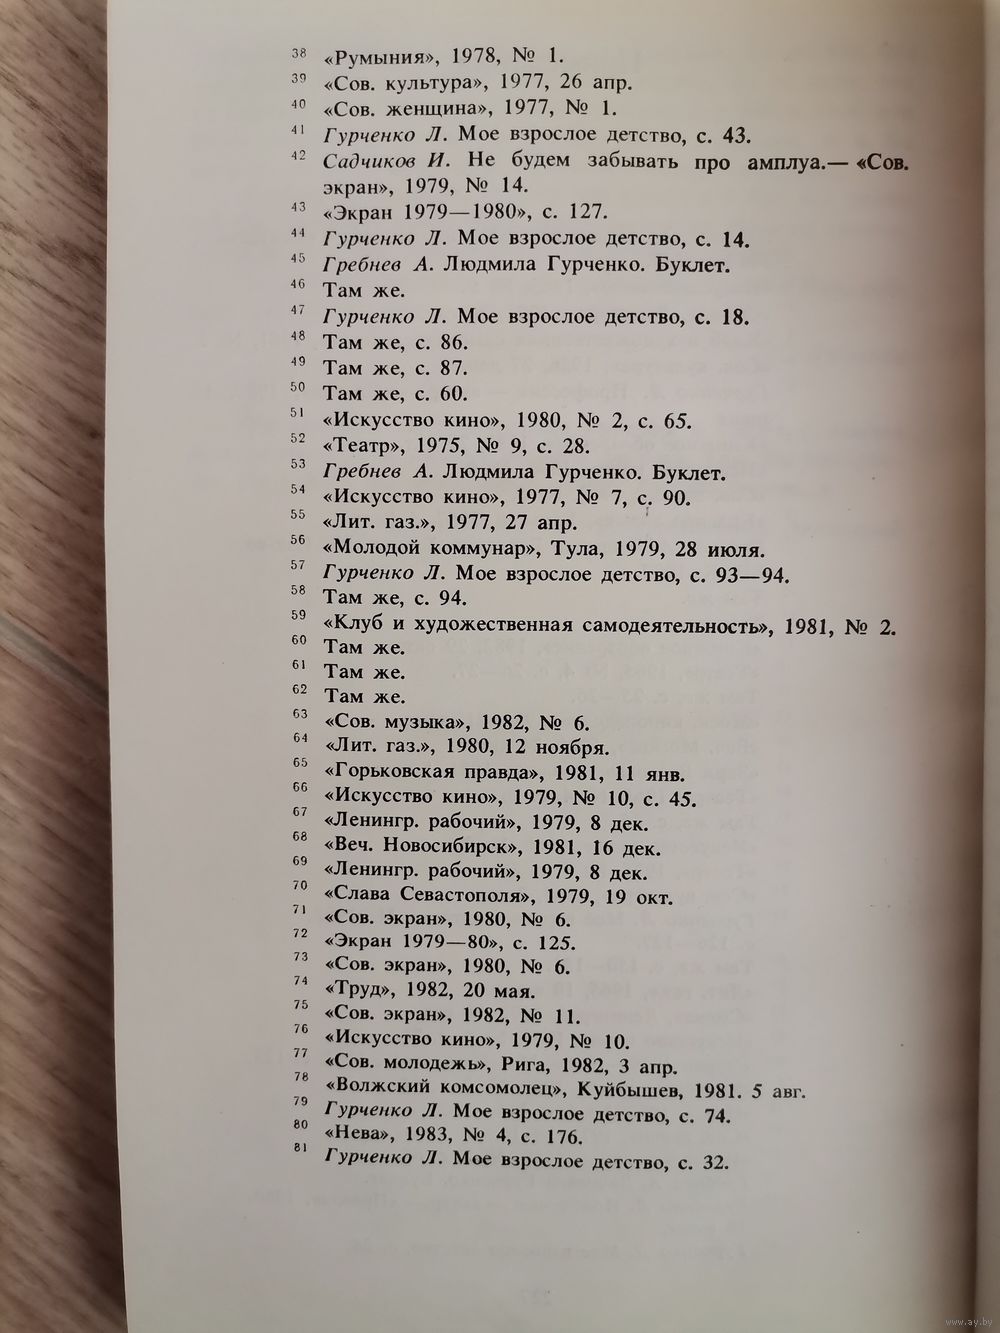 38 «Румыния», 1978, № 1.
39 «Сов. культура», 1977, 26 апр.
40 «Сов. женщина», 1977, № 1.
41 Гурченко Л. Мое взрослое детство, с. 43.
42 Садчиков И. Не будем забывать про амплуа.— «Сов.
экран», 1979, № 14.
43 «Экран 1979—1980», с. 127.
44 Гурченко Л. Мое взрослое детство, с. 14.
45 Гребнев А. Людмила Гурченко. Буклет.
46 Там же.
47 Гурченко Л. Мое взрослое детство, с. 18.
48 Там же, с. 86.
49 Там же, с. 87.
50 Там же, с. 60.
51 «Искусство кино», 1980, № 2, с. 65.
52 «Театр», 1975, № 9, с. 28.
53 Гребнев А. Людмила Гурченко. Буклет.
54 «Искусство кино», 1977, № 7, с. 90.
55 «Лит. газ.», 1977, 27 апр.
56 «Молодой коммунар», Тула, 1979, 28 июля.
57 Гурченко Л. Мое взрослое детство, с. 93—94.
58 Там же, с. 94.
59 «Клуб и художественная самодеятельность», 1981, № 2.
60 Там же.
61 Там же.
62 Там же.
63 «Сов. музыка», 1982, № 6.
64 «Лит. газ.», 1980, 12 ноября.
65 «Горьковская правда», 1981, 11 янв.
66 «Искусство кино», 1979, № 10, с. 45.
67 «Ленингр. рабочий», 1979, 8 дек.
68 «Веч. Новосибирск», 1981, 16 дек.
69 «Ленингр. рабочий», 1979, 8 дек.
70 «Слава Севастополя», 1979, 19 окт.
71 «Сов. экран», 1980, № 6.
72 «Экран 1979—80», с. 125.
73 «Сов. экран», 1980, № 6.
74 «Труд», 1982, 20 мая.
75 «Сов. экран», 1982, № 11.
76 «Искусство кино», 1979, № 10.
77 «Сов. молодежь», Рига, 1982, 3 апр.
78 «Волжский комсомолец», Куйбышев, 1981. 5 авг.
79 Гурченко Л. Мое взрослое детство, с. 74.
80 «Нева», 1983, № 4, с. 176.
81 Гурченко Л. Мое взрослое детство, с. 32.
www.ay.by